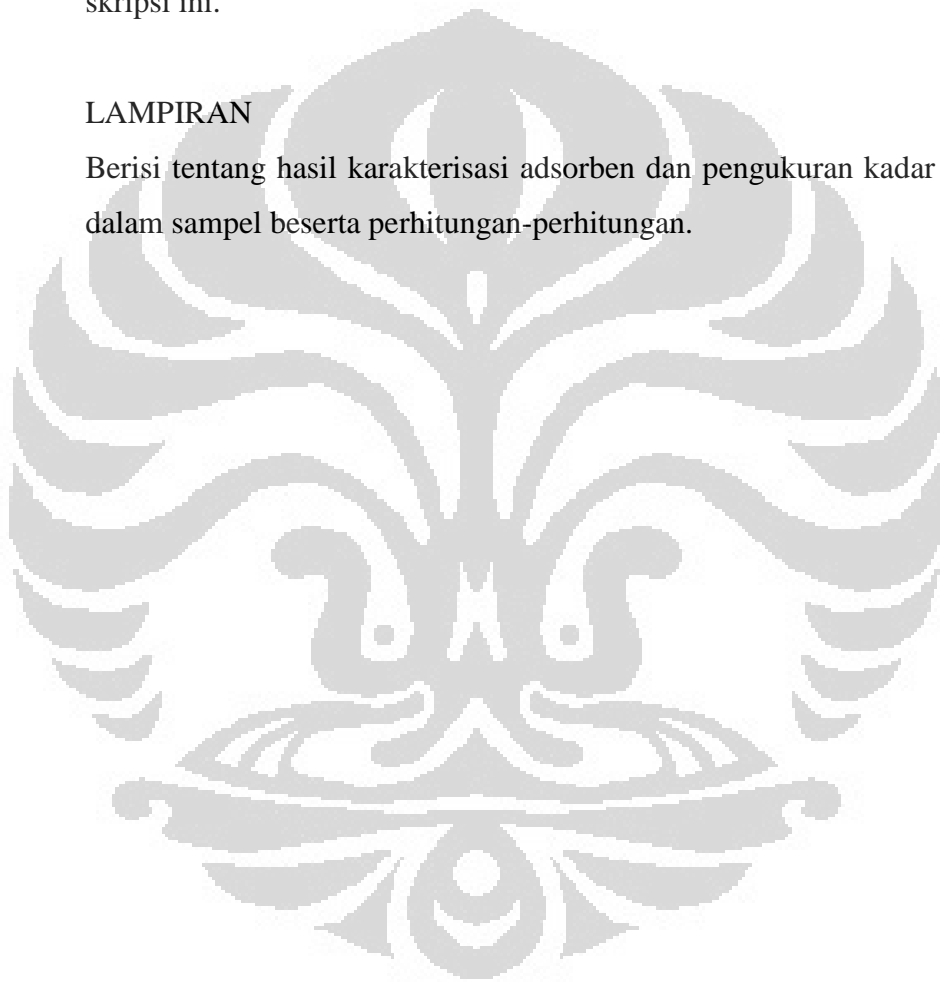 skripsi ini.
LAMPIRAN
Berisi tentang hasil karakterisasi adsorben dan pengukuran kadar
dalam sampel beserta perhitungan-perhitungan.